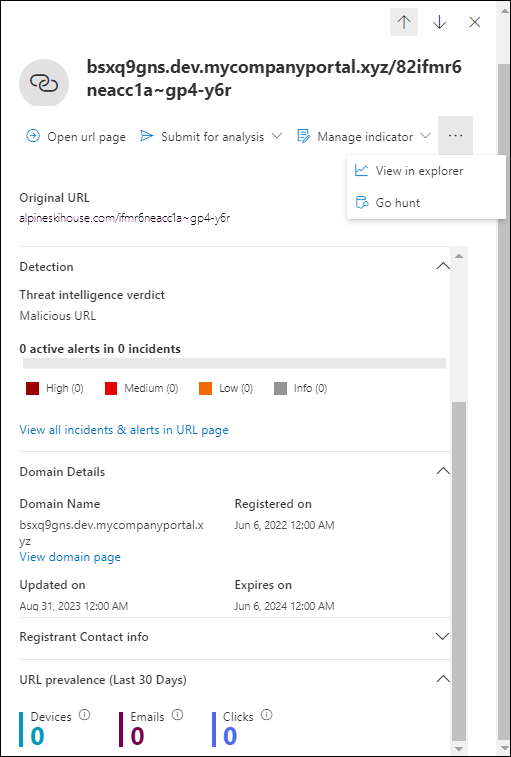 bsxq9gns.dev.mycompanyportal.xyz/82ifmr6
neacc1a~gp4-y6r
Open url page Submit for analysis Manage indicator ...
View in explorer
Go hunt
Original URL
alpineskihouse.com/ifmr6neacc1a~gp4-y6r
Detection
Threat intelligence verdict
Malicious URL
0 active alerts in 0 incidents
High (0) Medium (0) Low (0) Info (0)
View all incidents & alerts in URL page
Domain Details
Domain Name Registered on
bsxq9gns.dev.mycompanyportal.x Jun 6, 2022 12:00 AM
yz
View domain page
Updated on Expires on
Aug 31, 2023 12:00 AM Jun 6, 2024 12:00 AM
Registrant Contact info
URL prevalence (Last 30 Days)
Devices Emails Clicks
0 0 0